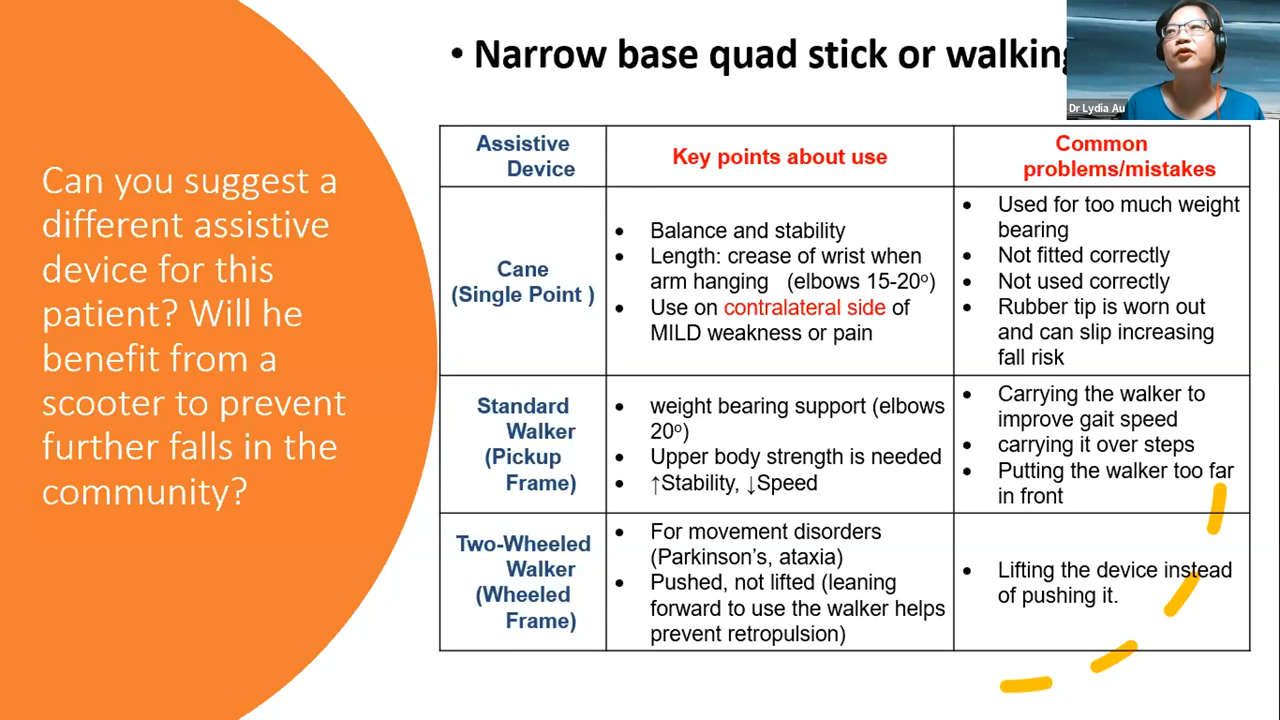 Can you suggest a
different assistive
device for this
patient? Will he
benefit from a
scooter to prevent
further falls in the
community?
• Narrow base quad stick or walking
Dr Lydia Au
Assistive
Device
Key points about use
Common
problems/mistakes
Cane
(Single Point )
• Balance and stability
• Length: crease of wrist when
arm hanging (elbows 15-20º)
• Use on contralateral side of
MILD weakness or pain
• Used for too much weight
bearing
• Not fitted correctly
• Not used correctly
• Rubber tip is worn out
and can slip increasing
fall risk
Standard
Walker
(Pickup
Frame)
• weight bearing support (elbows
20º)
• Upper body strength is needed
• ↑Stability, ↓Speed
• Carrying the walker to
improve gait speed
• carrying it over steps
• Putting the walker too far
in front
Two-Wheeled
Walker
(Wheeled
Frame)
• For movement disorders
(Parkinson's, ataxia)
• Pushed, not lifted (leaning
forward to use the walker helps
prevent retropulsion)
• Lifting the device instead
of pushing it.